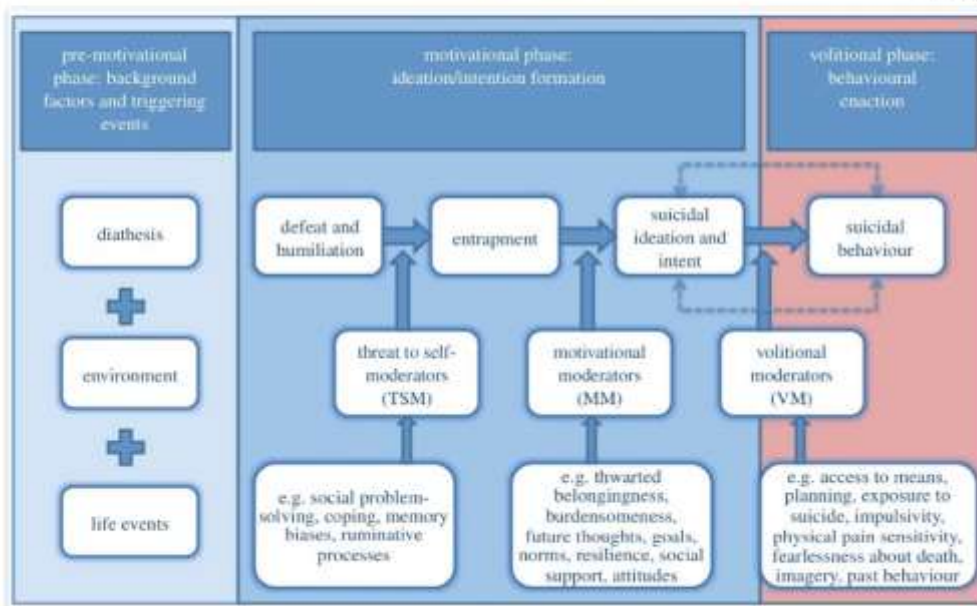 pre-motivational
phase: background
factors and triggering
events
motivational phase:
ideation/intention formation
volitional phase:
behavioural
enaction
diathesis
environment
life events
defeat and
humiliation
entrapment
suicidal
ideation and
intent
suicidal
behaviour
threat to self-
moderators
(TSM)
motivational
moderators
(MM)
volitional
moderators
(VM)
e.g. social problem-
solving, coping, memory
biases, ruminative
processes
e.g. thwarted
belongingness,
burdensomeness,
future thoughts, goals,
norms, resilience, social
support, attitudes
e.g. access to means,
planning, exposure to
suicide, impulsivity,
physical pain sensitivity,
fearlessness about death,
imagery, past behaviour